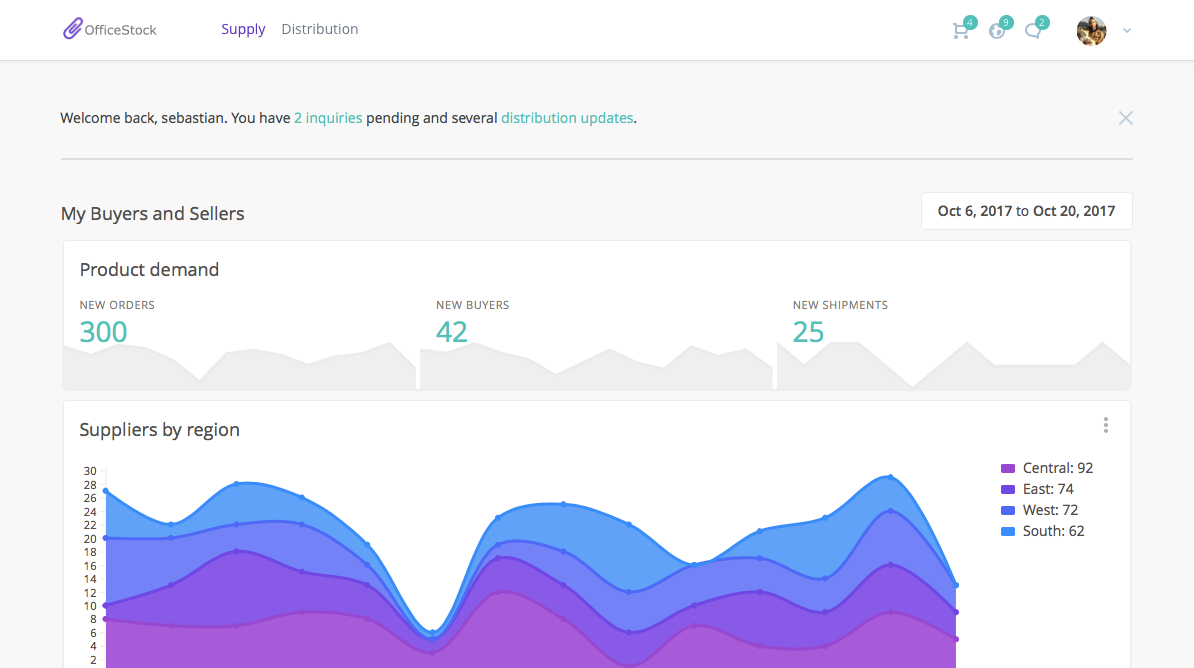 OfficeStock Supply Distribution 4 9 2
Welcome back, sebastian. You have 2 inquiries pending and several distribution updates.
My Buyers and Sellers
Oct 6, 2017 to Oct 20, 2017
Product demand
NEW ORDERS
300
NEW BUYERS
42
NEW SHIPMENTS
25
Suppliers by region
30
28
26
24
22
20
18
16
14
12
10
8
6
4
2
Central: 92
East: 74
West: 72
South: 62